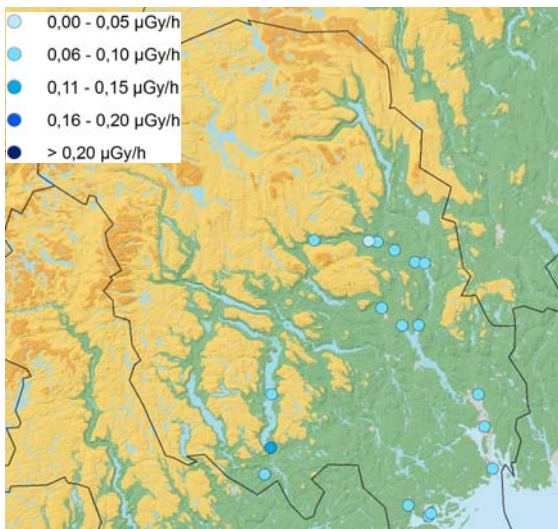 0,00 - 0,05 µGy/h
0,06 - 0,10 µGy/h
0,11 - 0,15 µGy/h
0,16 - 0,20 µGy/h
> 0,20 µGy/h